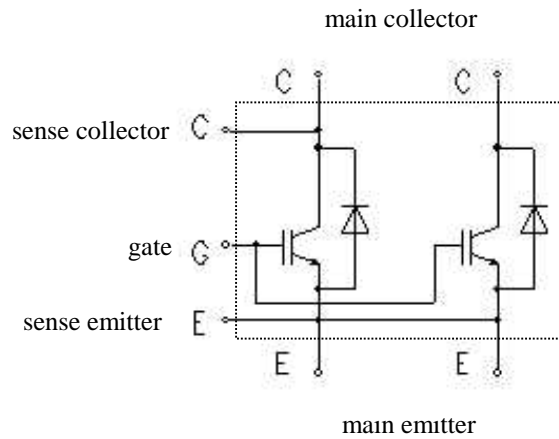 main collector
C C
sense collector C
gate G
sense emitter E
E E
main emitter